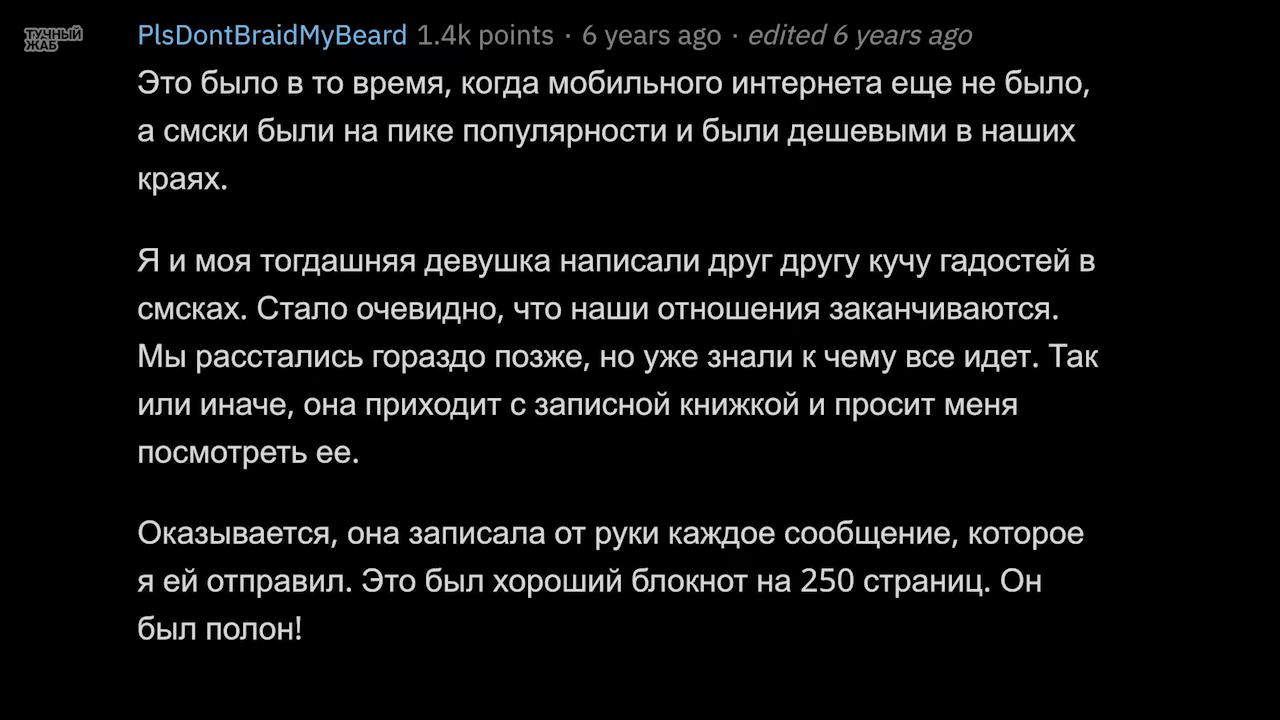 ТУЧНЫЙ
ЖАБ
PlsDontBraidMyBeard 1.4k points · 6 years ago · edited 6 years ago
Это было в то время, когда мобильного интернета еще не было,
а смски были на пике популярности и были дешевыми в наших
краях.
Я и моя тогдашняя девушка написали друг другу кучу гадостей в
смсках. Стало очевидно, что наши отношения заканчиваются.
Мы расстались гораздо позже, но уже знали к чему все идет. Так
или иначе, она приходит с записной книжкой и просит меня
посмотреть ее.
Оказывается, она записала от руки каждое сообщение, которое
я ей отправил. Это был хороший блокнот на 250 страниц. Он
был полон!